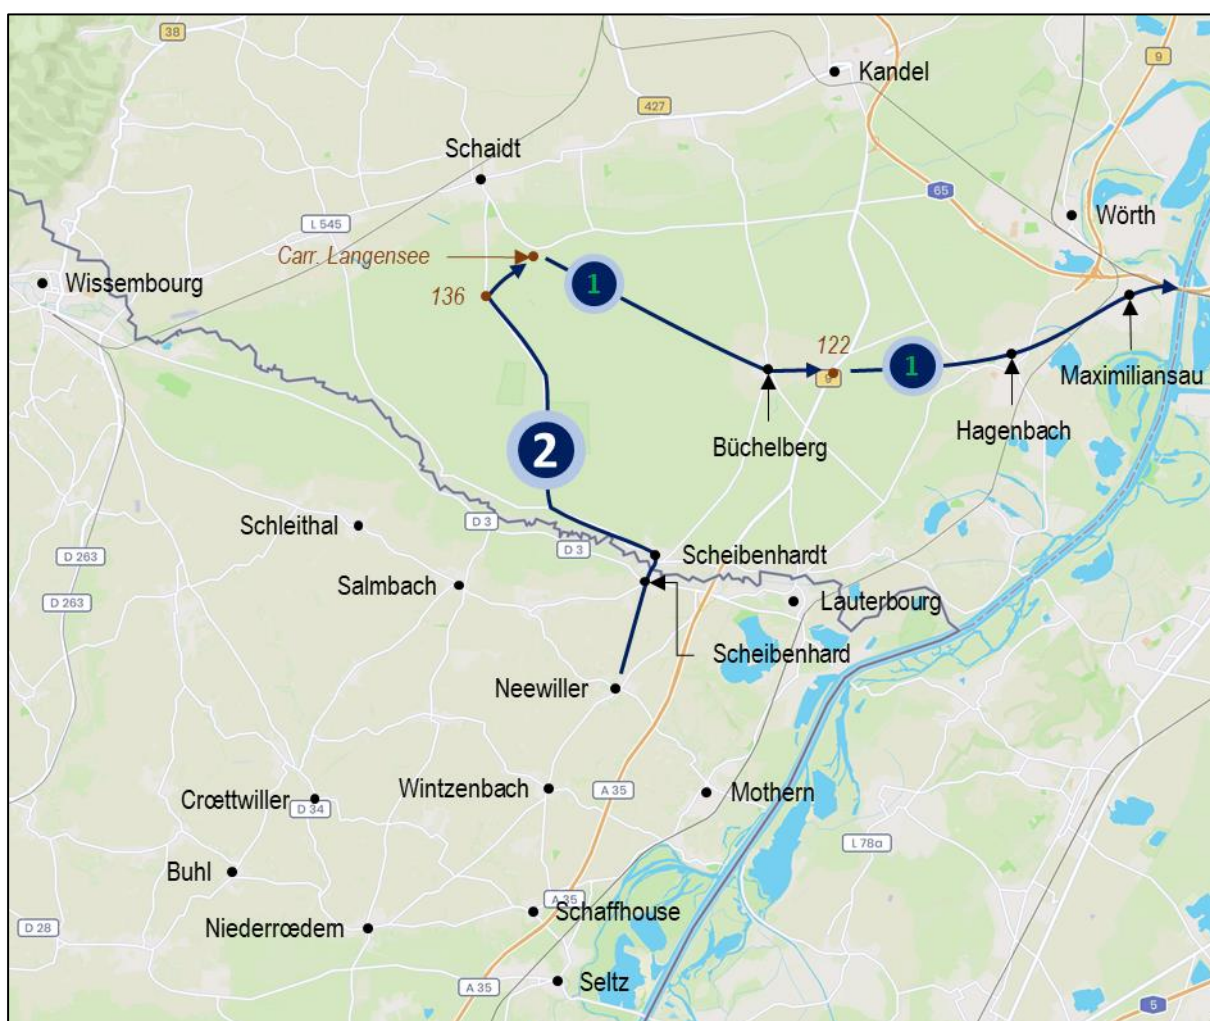 38
Kandel
9
427
Schaidt
65
Wörth
L 545
Carr. Langensee
Wissembourg
1
136
122
1
9
Maximiliansau
Hagenbach
Büchelberg
2
Schleithal
D 3
D 3
Scheibenhardt
D 263
Salmbach
D 263
Lauterbourg
Scheibenhard
Neewiller
Wintzenbach
A 35
Mothern
Crœttwiller
D 34
L 78a
Buhl
A 35
Schaffhouse
D 28
Niederrœdem
Seltz
A 35
5